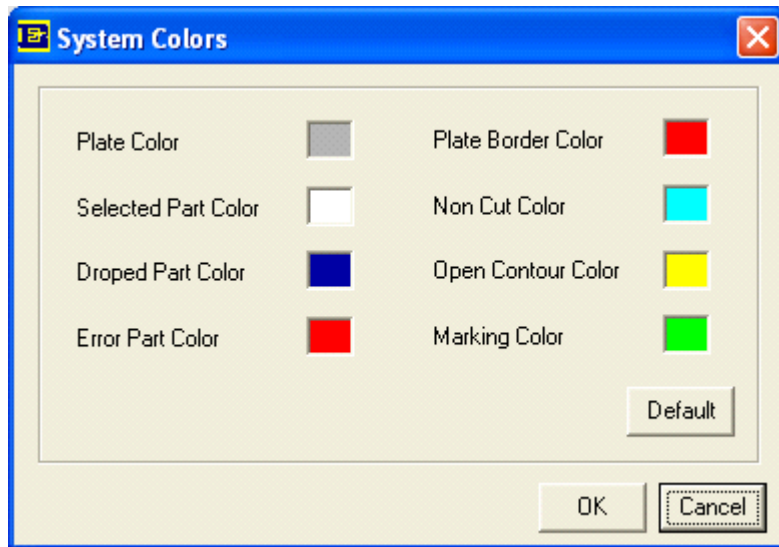 System Colors
Plate Color
Plate Border Color
Selected Part Color
Non Cut Color
Droped Part Color
Open Contour Color
Error Part Color
Marking Color
Default
OK
Cancel